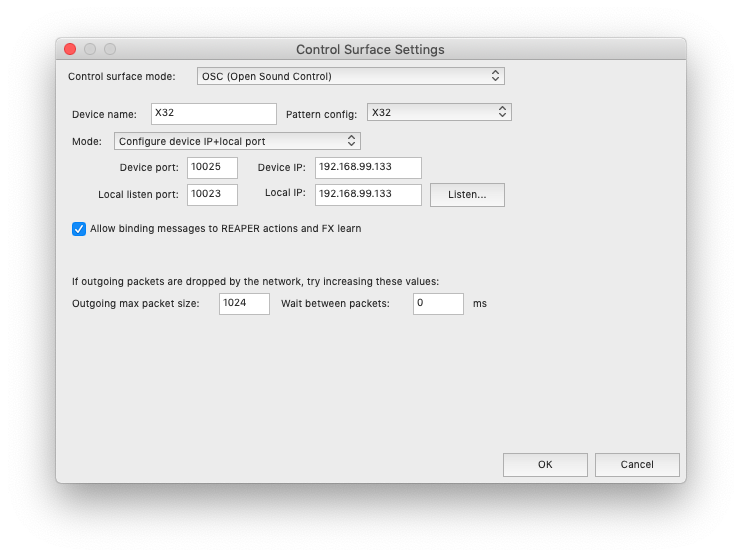 Control Surface Settings
Control surface mode: OSC (Open Sound Control)
Device name: X32 Pattern config: X32
Mode: Configure device IP+local port
Device port: 10025 Device IP: 192.168.99.133
Local listen port: 10023 Local IP: 192.168.99.133 Listen...
Allow binding messages to REAPER actions and FX learn
If outgoing packets are dropped by the network, try increasing these values:
Outgoing max packet size: 1024 Wait between packets: 0 ms
OK Cancel